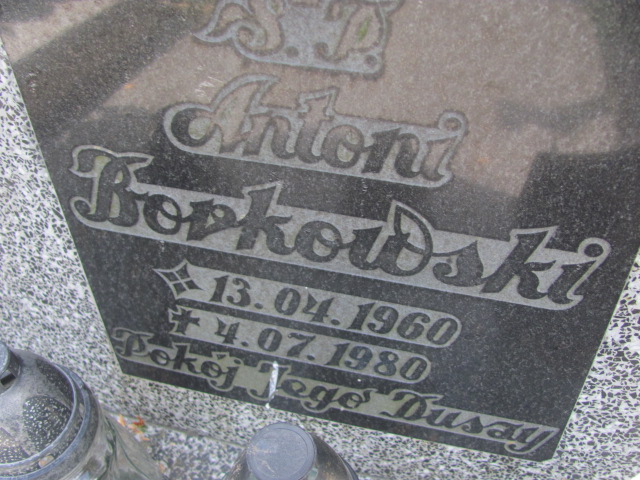 Ś P
Antoni
Borkowski
13.04.1960
4.07.1980
Pokój Jego Duszy